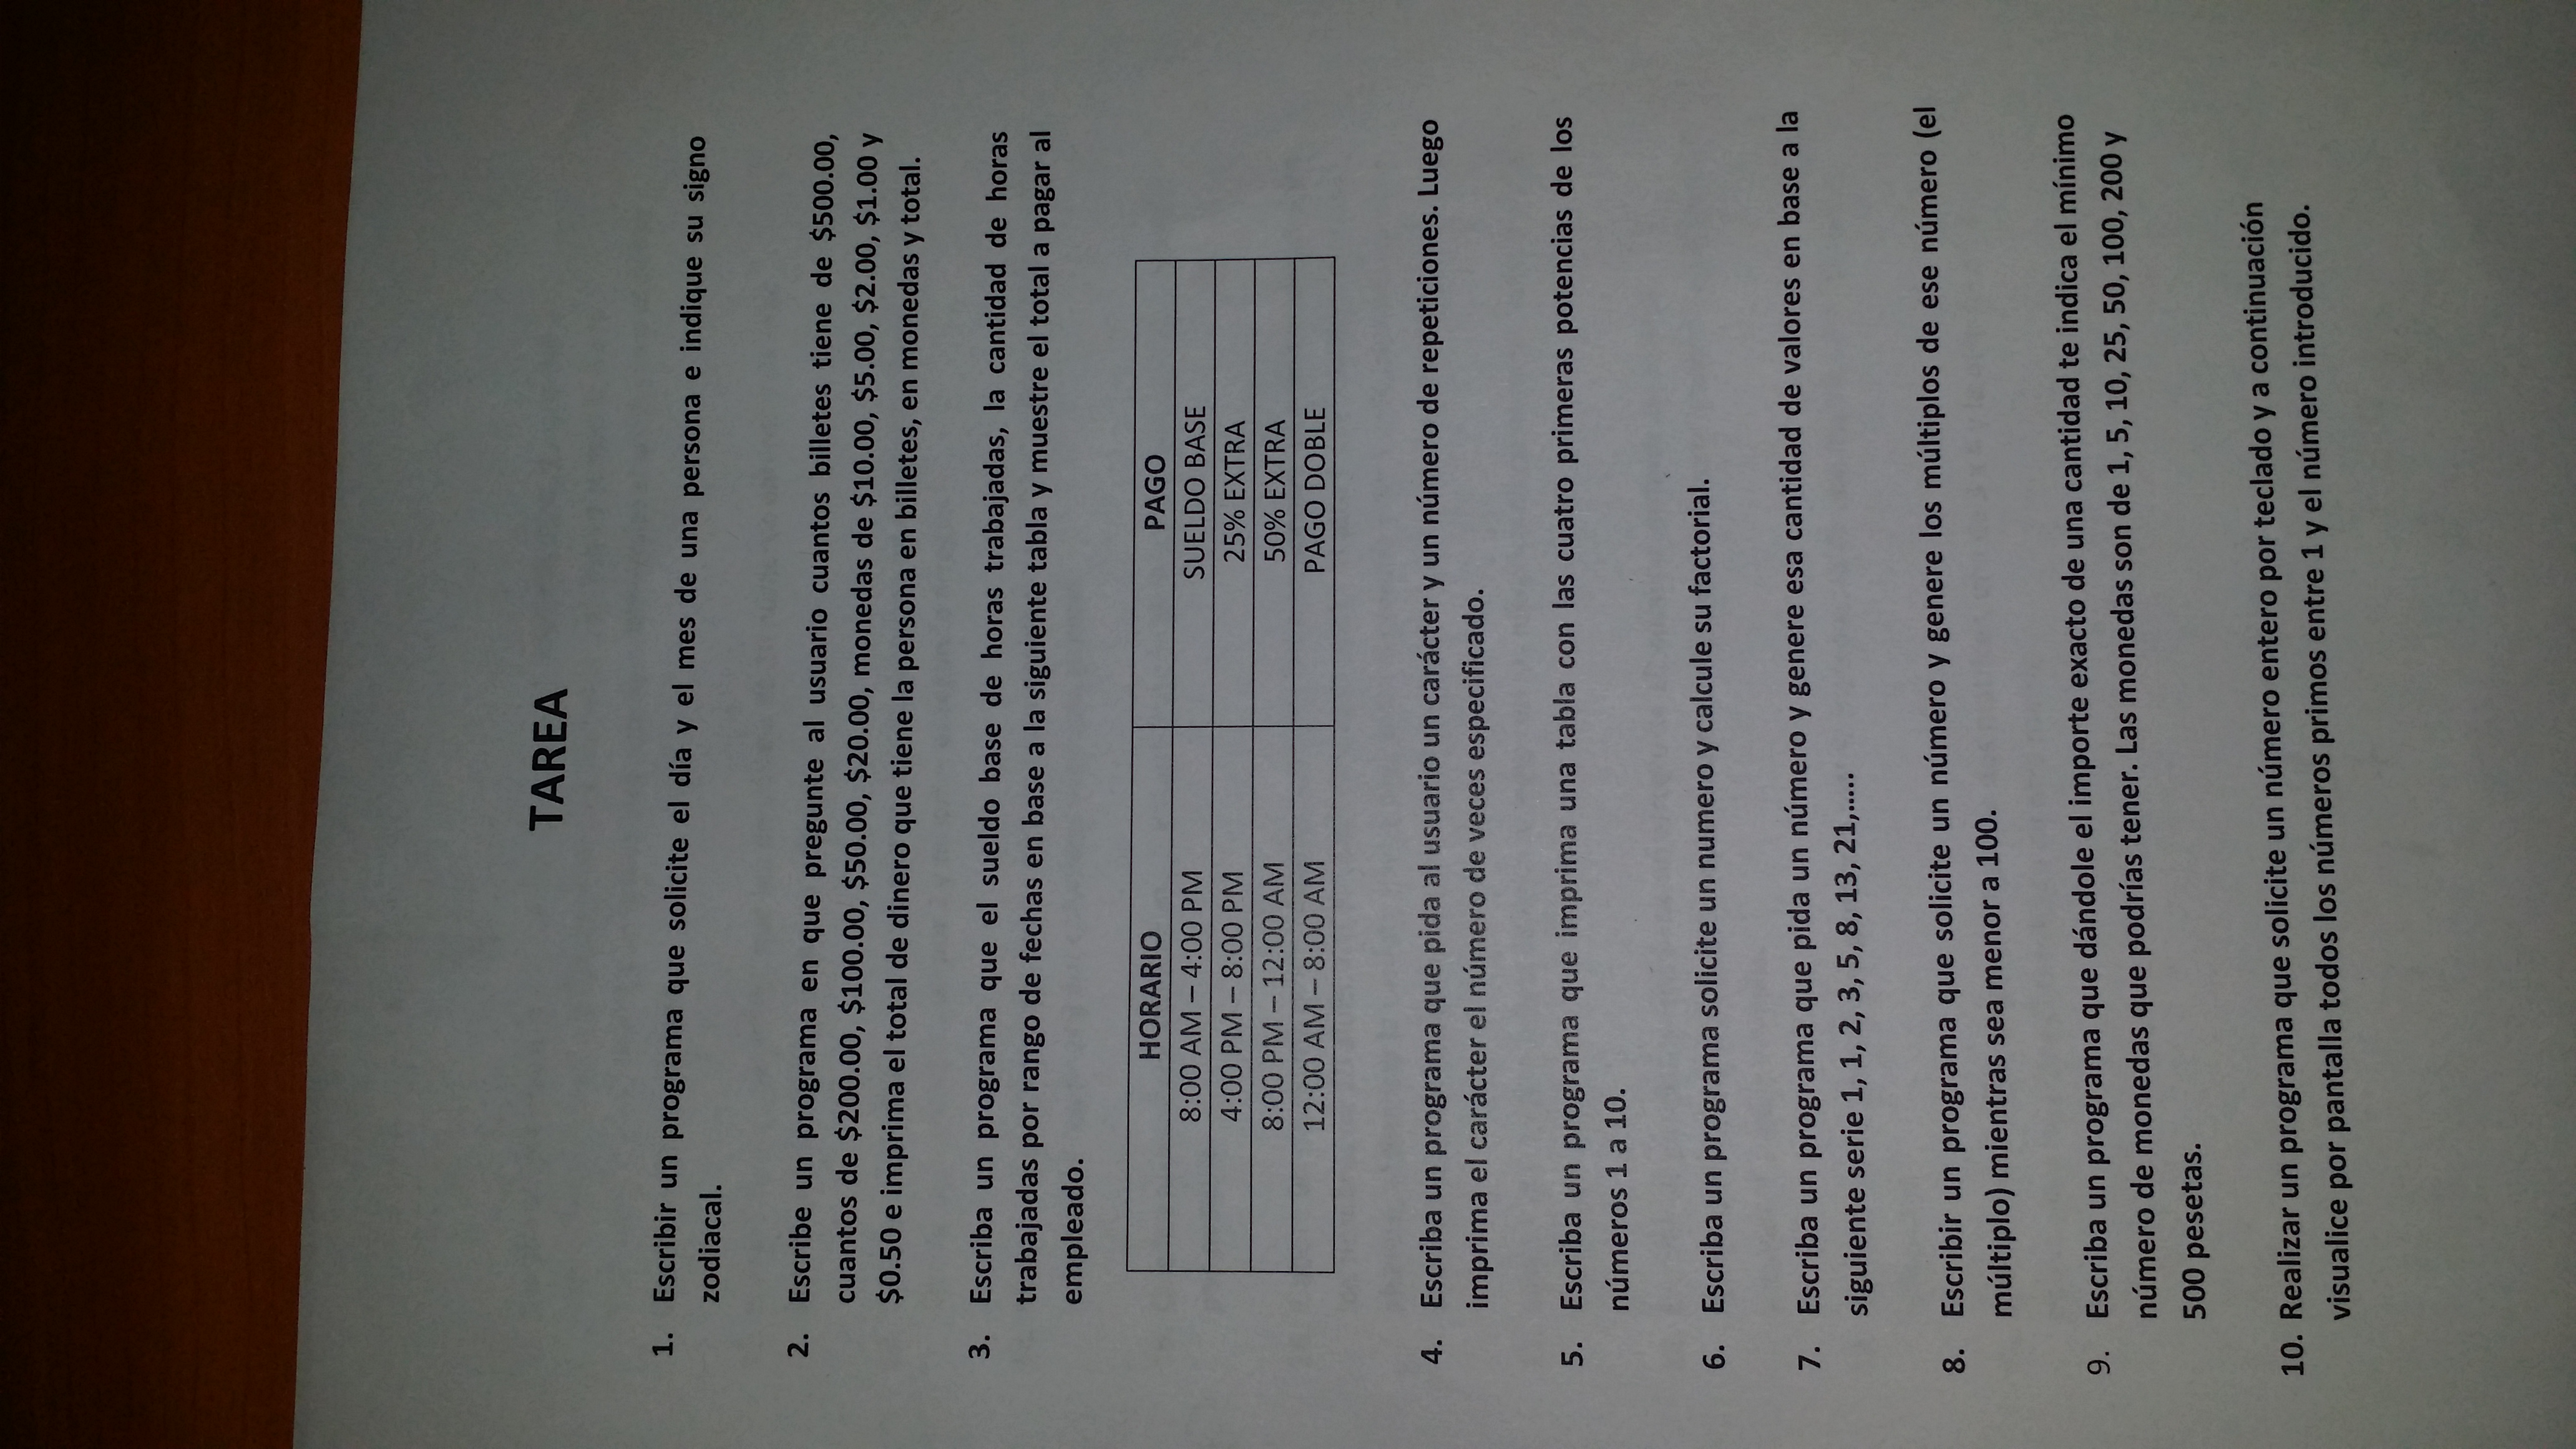 TAREA
1. Escribir un programa que solicite el día y el mes de una persona e indique su signo
zodiacal.
2. Escribe un programa en que pregunte al usuario cuantos billetes tiene de $500.00,
cuantos de $200.00, $100.00, $50.00, $20.00, monedas de $10.00, $5.00, $2.00, $1.00 y
$0.50 e imprima el total de dinero que tiene la persona en billetes, en monedas y total.
3. Escriba un programa que el sueldo base de horas trabajadas, la cantidad de horas
trabajadas por rango de fechas en base a la siguiente tabla y muestre el total a pagar al
empleado.
HORARIO PAGO
8:00 AM – 4:00 PM SUELDO BASE
4:00 PM – 8:00 PM 25% EXTRA
8:00 PM – 12:00 AM 50% EXTRA
12:00 AM – 8:00 AM PAGO DOBLE
4. Escriba un programa que pida al usuario un carácter y un número de repeticiones. Luego
imprima el carácter el número de veces especificado.
5. Escriba un programa que imprima una tabla con las cuatro primeras potencias de los
números 1 a 10.
6. Escriba un programa solicite un numero y calcule su factorial.
7. Escriba un programa que pida un número y genere esa cantidad de valores en base a la
siguiente serie 1, 1, 2, 3, 5, 8, 13, 21,.....
8. Escribir un programa que solicite un número y genere los múltiplos de ese número (el
múltiplo) mientras sea menor a 100.
9. Escriba un programa que dándole el importe exacto de una cantidad te indica el mínimo
número de monedas que podrías tener. Las monedas son de 1, 5, 10, 25, 50, 100, 200 y
500 pesetas.
10. Realizar un programa que solicite un número entero por teclado y a continuación
visualice por pantalla todos los números primos entre 1 y el número introducido.